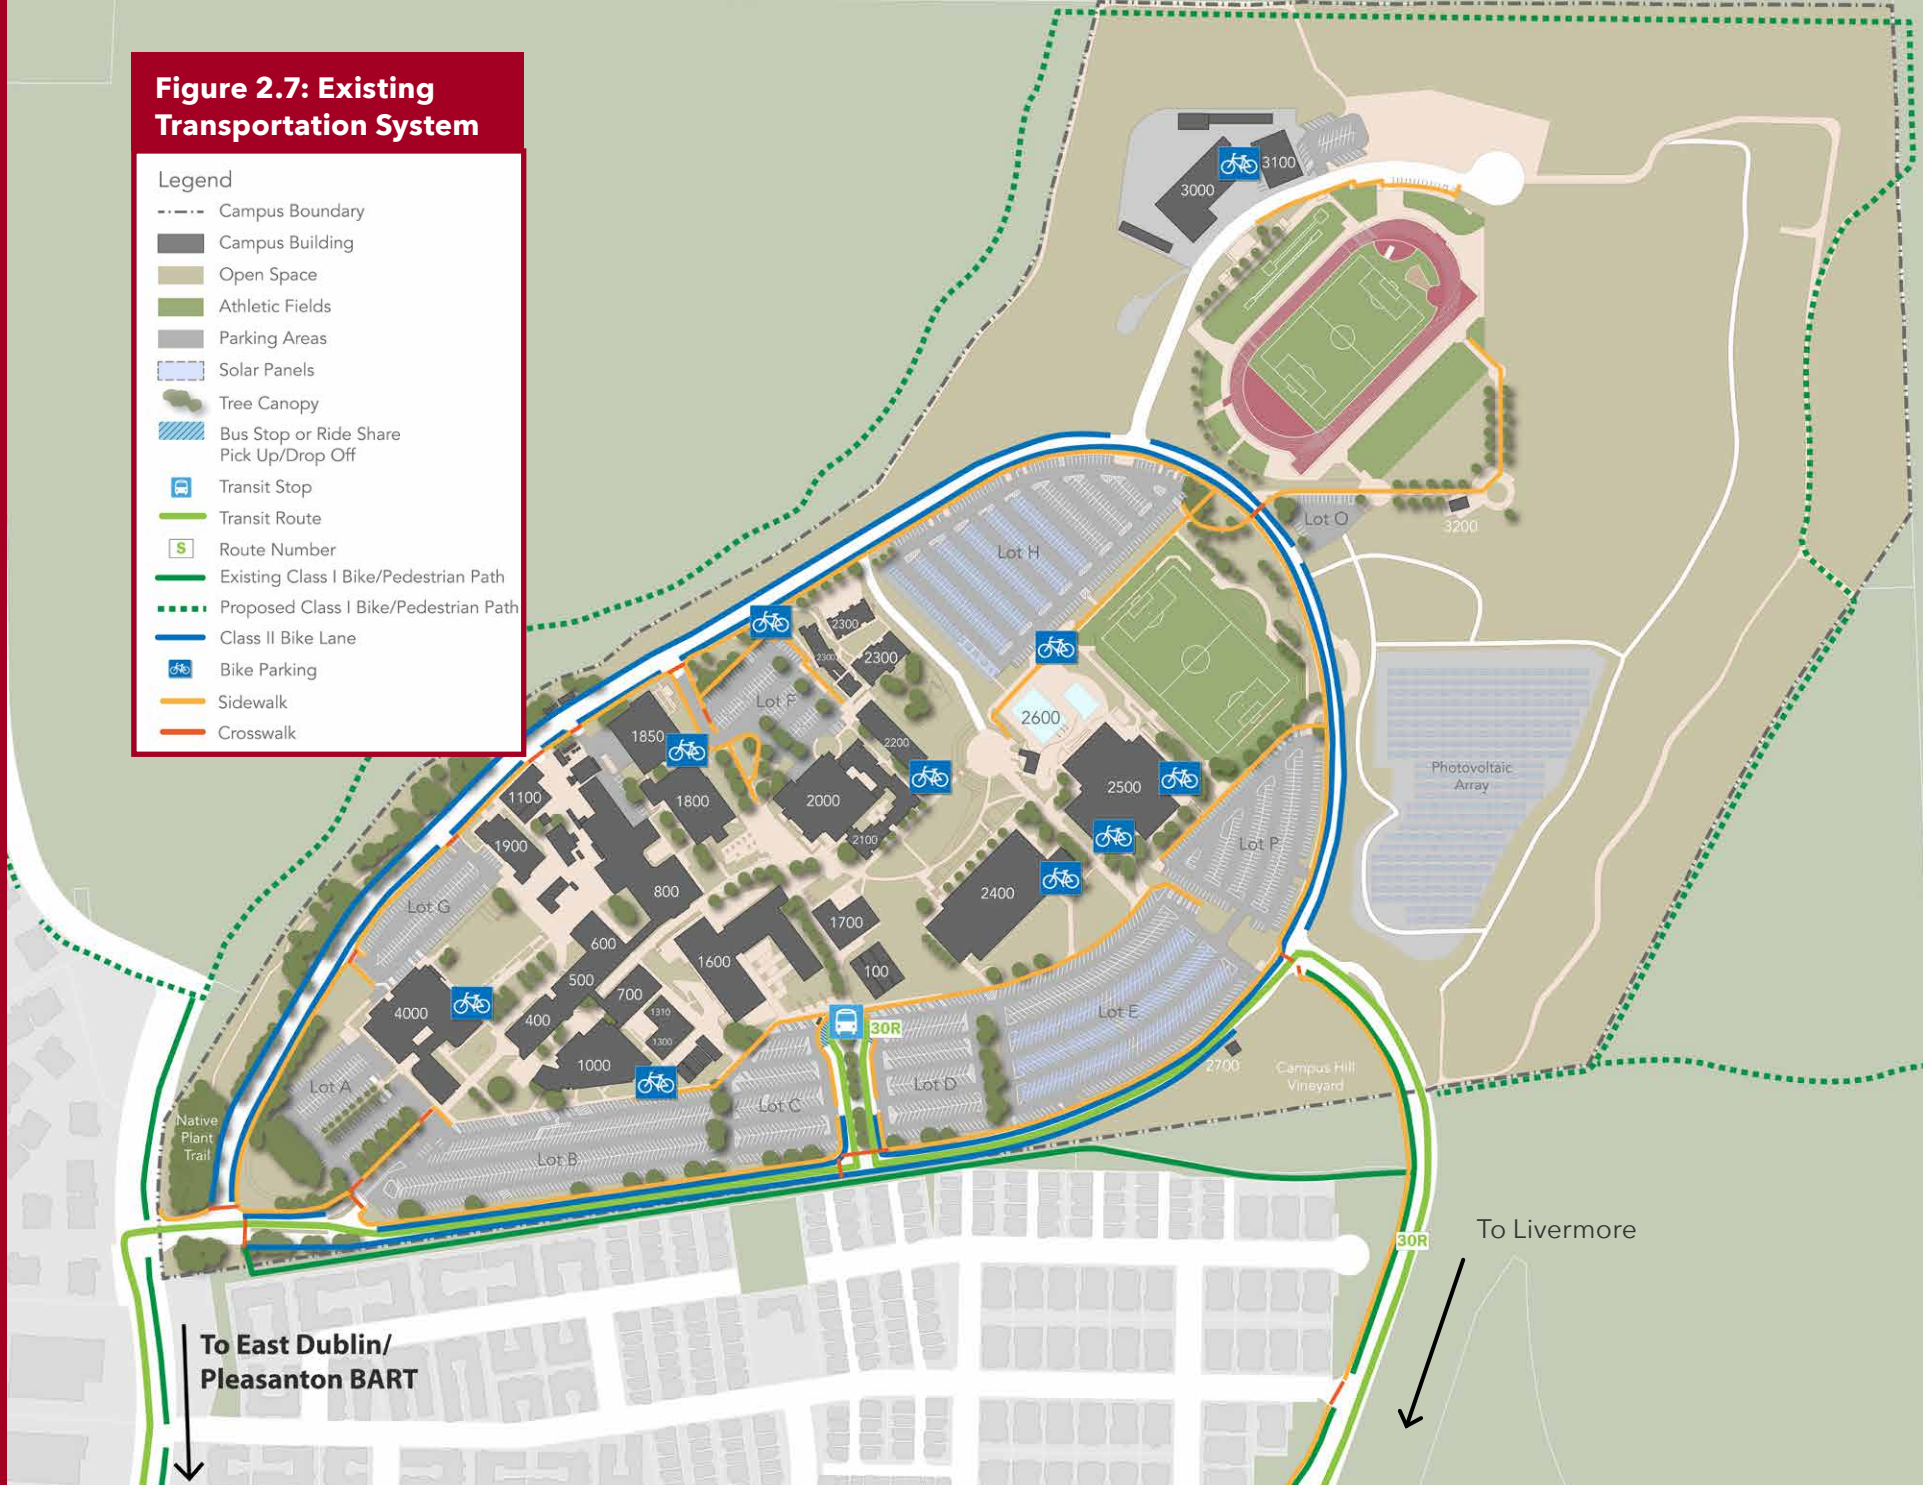 Figure 2.7: Existing
Transportation System
Legend
Campus Boundary
Campus Building
Open Space
Athletic Fields
Parking Areas
Solar Panels
Tree Canopy
Bus Stop or Ride Share
Pick Up/Drop Off
Transit Stop
Transit Route
S
Route Number
Existing Class I Bike/Pedestrian Path
Proposed Class I Bike/Pedestrian Path
Class II Bike Lane
Bike Parking
Sidewalk
Crosswalk
3100
3000
Lot O
3200
Lot H
2300
2300
2300
Lot F
2600
1850
2200
2500
Photovoltaic
Array
1100
1800
2000
2100
1900
Lot P
800
2400
Lot G
1700
600
1600
100
500
700
4000
400
1310
1300
30R
Lot E
1000
2700
Campus Hill
Vineyard
Lot A
Lot D
Lot C
Native
Plant
Trail
Lot B
30R
To Livermore
To East Dublin/
Pleasanton BART